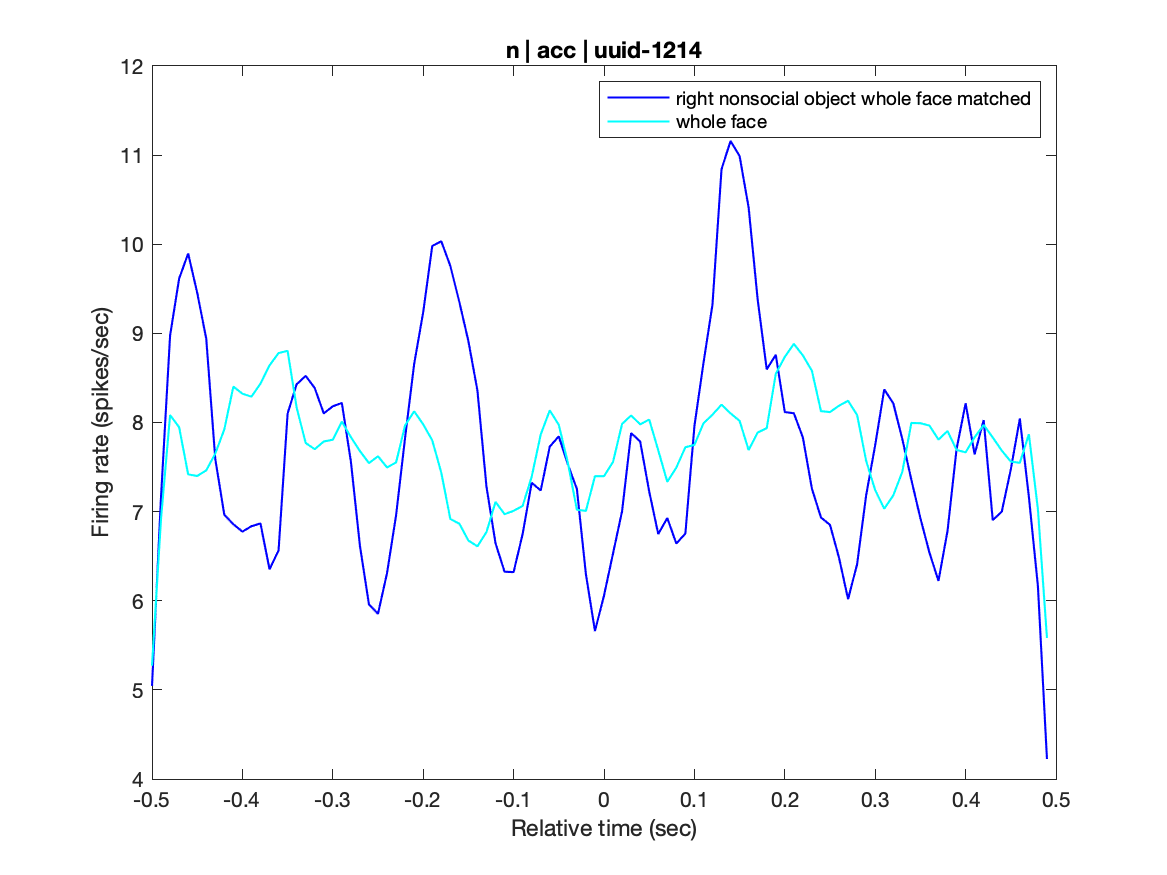 n | acc | uuid-1214
right nonsocial object whole face matched
whole face
12
11
10
9
8
7
6
5
4
Firing rate (spikes/sec)
-0.5 -0.4 -0.3 -0.2 -0.1 0 0.1 0.2 0.3 0.4 0.5
Relative time (sec)